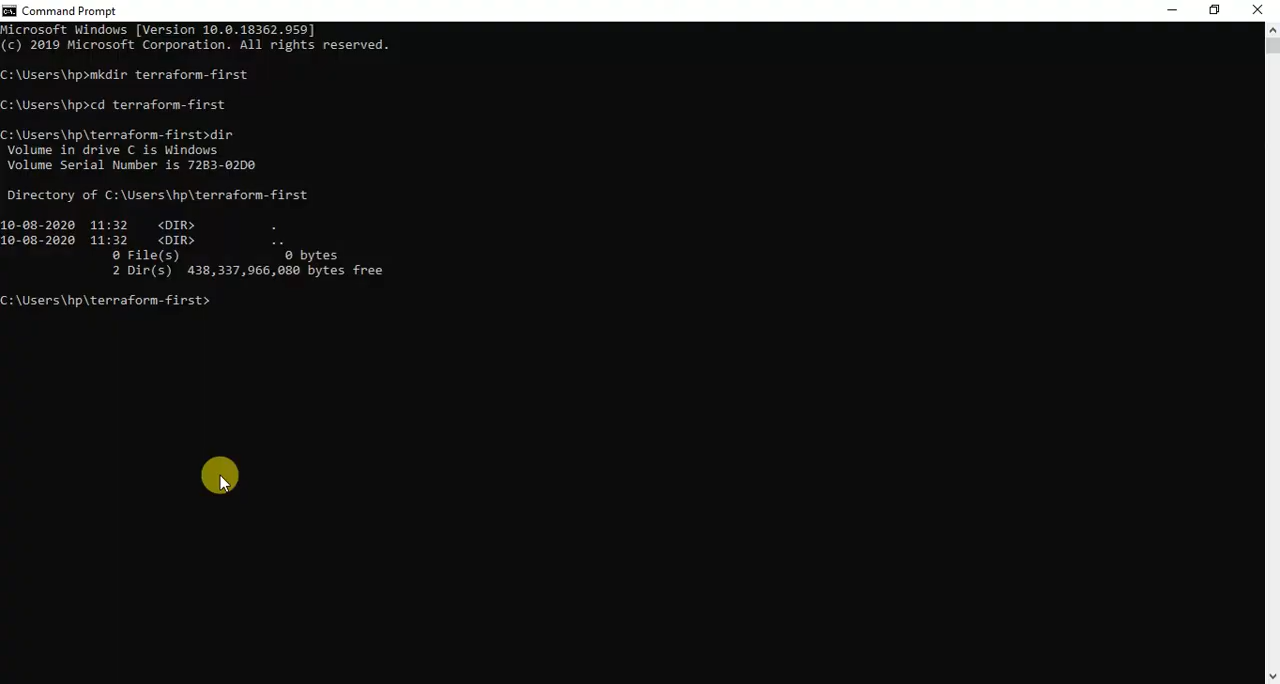 Command Prompt
Microsoft Windows [Version 10.0.18362.959]
(c) 2019 Microsoft Corporation. All rights reserved.
C:\Users\hp>mkdir terraform-first
C:\Users\hp>cd terraform-first
C:\Users\hp\terraform-first>dir
Volume in drive C is Windows
Volume Serial Number is 72B3-02D0
Directory of C:\Users\hp\terraform-first
10-08-2020  11:32    <DIR>          .
10-08-2020  11:32    <DIR>          ..
0 File(s)              0 bytes
2 Dir(s)  438,337,966,080 bytes free
C:\Users\hp\terraform-first>